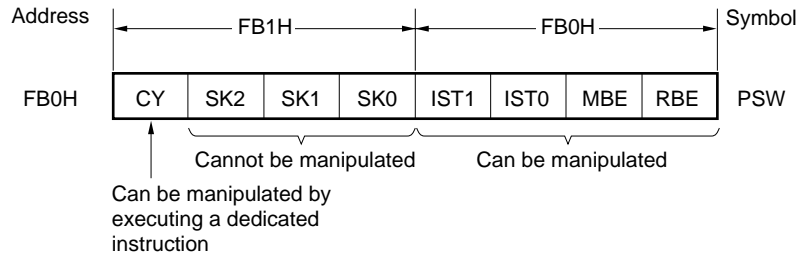 Address FB1H FB0H Symbol
FB0H CY SK2 SK1 SK0 IST1 IST0 MBE RBE PSW
Cannot be manipulated Can be manipulated
Can be manipulated by
executing a dedicated
instruction